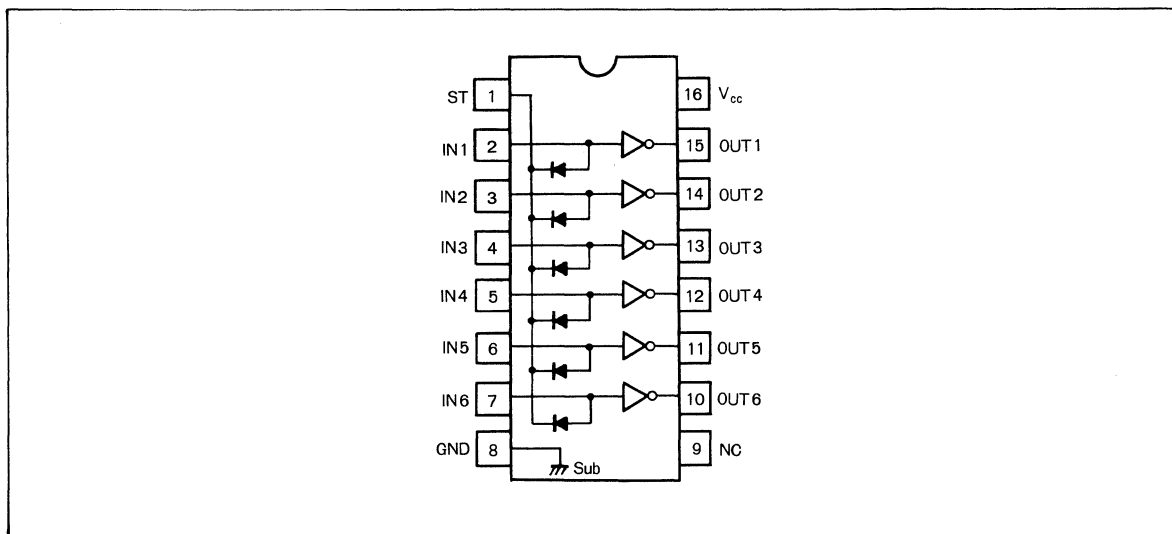 ST 1 16 Vcc
IN1 2 15 OUT1
IN2 3 14 OUT2
IN3 4 13 OUT3
IN4 5 12 OUT4
IN5 6 11 OUT5
IN6 7 10 OUT6
GND 8 9 NC
Sub